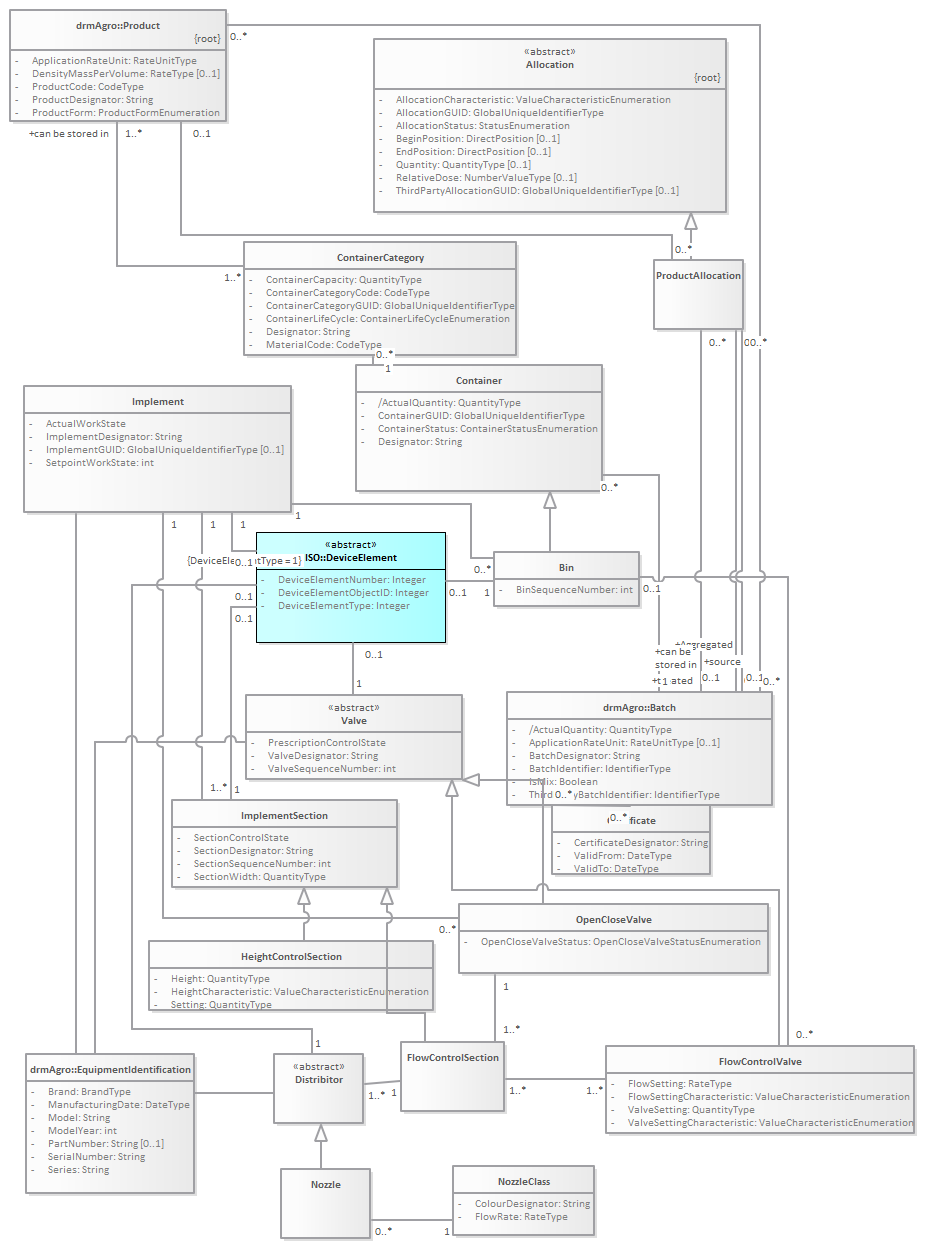 drmAgro::Product
{root}
- ApplicationRateUnit: RateUnitType
- DensityMassPerVolume: RateType [0..1]
- ProductCode: CodeType
- ProductDesignator: String
- ProductForm: ProductFormEnumeration
0..*
+can be stored in
1..*
0..1
«abstract»
Allocation
{root}
- AllocationCharacteristic: ValueCharacteristicEnumeration
- AllocationGUID: GlobalUniqueIdentifierType
- AllocationStatus: StatusEnumeration
- BeginPosition: DirectPosition [0..1]
- EndPosition: DirectPosition [0..1]
- Quantity: QuantityType [0..1]
- RelativeDose: NumberValueType [0..1]
- ThirdPartyAllocationGUID: GlobalUniqueIdentifierType [0..1]
0..*
ProductAllocation
0..*
0..*
1..*
ContainerCategory
- ContainerCapacity: QuantityType
- ContainerCategoryCode: CodeType
- ContainerCategoryGUID: GlobalUniqueIdentifierType
- ContainerLifeCycle: ContainerLifeCycleEnumeration
- Designator: String
- MaterialCode: CodeType
0..*
1
Container
- /ActualQuantity: QuantityType
- ContainerGUID: GlobalUniqueIdentifierType
- ContainerStatus: ContainerStatusEnumeration
- Designator: String
0..*
Implement
- ActualWorkState
- ImplementDesignator: String
- ImplementGUID: GlobalUniqueIdentifierType [0..1]
- SetpointWorkState: int
1
1
1
1
«abstract»
ISO::DeviceElement
0..1
- DeviceElementNumber: Integer
- DeviceElementObjectID: Integer
- DeviceElementType: Integer
0..1
0..1
0..1
0..1
0..*
1
Bin
- BinSequenceNumber: int
0..1
+Aggregated
+can be
stored in
+source
1
0..1
0..1
0..*
1
«abstract»
Valve
- PrescriptionControlState
- ValveDesignator: String
- ValveSequenceNumber: int
drmAgro::Batch
- /ActualQuantity: QuantityType
- ApplicationRateUnit: RateUnitType [0..1]
- BatchDesignator: String
- BatchIdentifier: IdentifierType
- IsMix: Boolean
0..*
0..*
- CertificateDesignator: String
- ValidFrom: DateType
- ValidTo: DateType
1..*
1
ImplementSection
- SectionControlState
- SectionDesignator: String
- SectionSequenceNumber: int
- SectionWidth: QuantityType
0..*
OpenCloseValve
- OpenCloseValveStatus: OpenCloseValveStatusEnumeration
HeightControlSection
- Height: QuantityType
- HeightCharacteristic: ValueCharacteristicEnumeration
- Setting: QuantityType
1
1..*
1
0..*
drmAgro::EquipmentIdentification
- Brand: BrandType
- ManufacturingDate: DateType
- Model: String
- ModelYear: int
- PartNumber: String [0..1]
- SerialNumber: String
- Series: String
«abstract»
Distribitor
1..*
1
FlowControlSection
1..*
1..*
FlowControlValve
- FlowSetting: RateType
- FlowSettingCharacteristic: ValueCharacteristicEnumeration
- ValveSetting: QuantityType
- ValveSettingCharacteristic: ValueCharacteristicEnumeration
Nozzle
0..*
1
NozzleClass
- ColourDesignator: String
- FlowRate: RateType